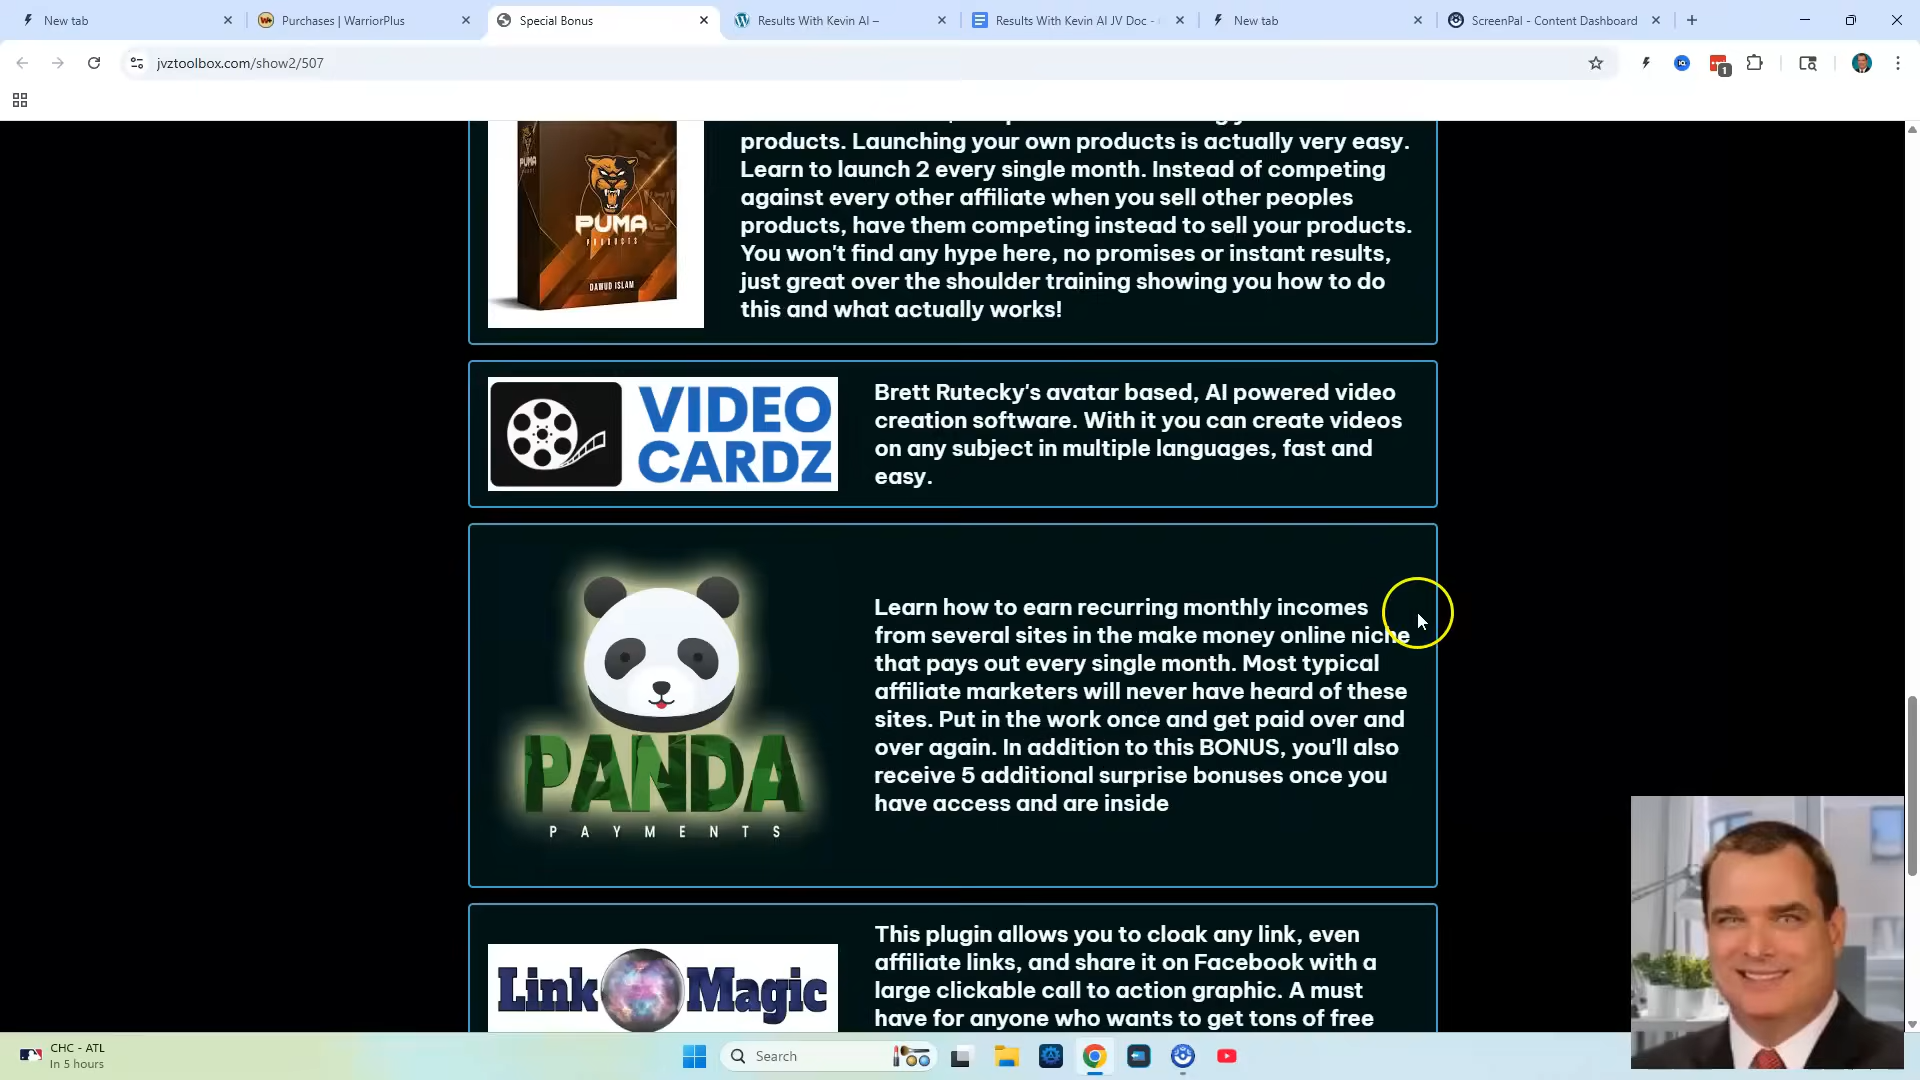 New tab
Purchases | WarriorPlus
Special Bonus
Results With Kevin AI –
Results With Kevin AI JV Doc -
New tab
ScreenPal - Content Dashboard
jvztoolbox.com/show2/507
1
products. Launching your own products is actually very easy.
Learn to launch 2 every single month. Instead of competing
against every other affiliate when you sell other peoples
products, have them competing instead to sell your products.
You won't find any hype here, no promises or instant results,
just great over the shoulder training showing you how to do
this and what actually works!
PUMA
PRODUCTS
DAWUD ISLAM
VIDEO
CARDZ
Brett Rutecky's avatar based, AI powered video
creation software. With it you can create videos
on any subject in multiple languages, fast and
easy.
PANDA
PAYMENTS
Learn how to earn recurring monthly incomes
from several sites in the make money online niche
that pays out every single month. Most typical
affiliate marketers will never have heard of these
sites. Put in the work once and get paid over and
over again. In addition to this BONUS, you'll also
receive 5 additional surprise bonuses once you
have access and are inside
Link Magic
This plugin allows you to cloak any link, even
affiliate links, and share it on Facebook with a
large clickable call to action graphic. A must
have for anyone who wants to get tons of free
CHC - ATL
In 5 hours
Search